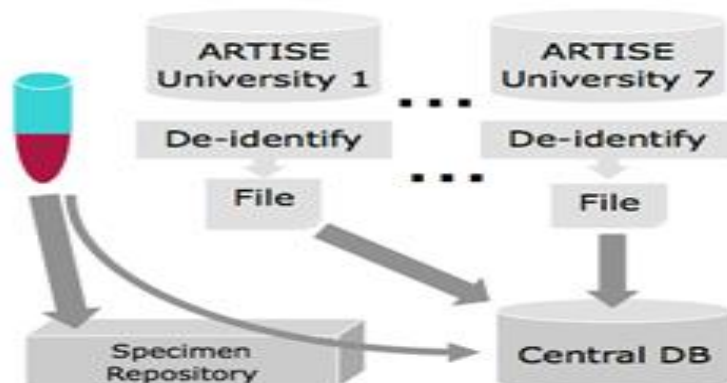 ARTISE
University 1
ARTISE
University 7
De-identify
De-identify
File
File
Specimen
Repository
Central DB